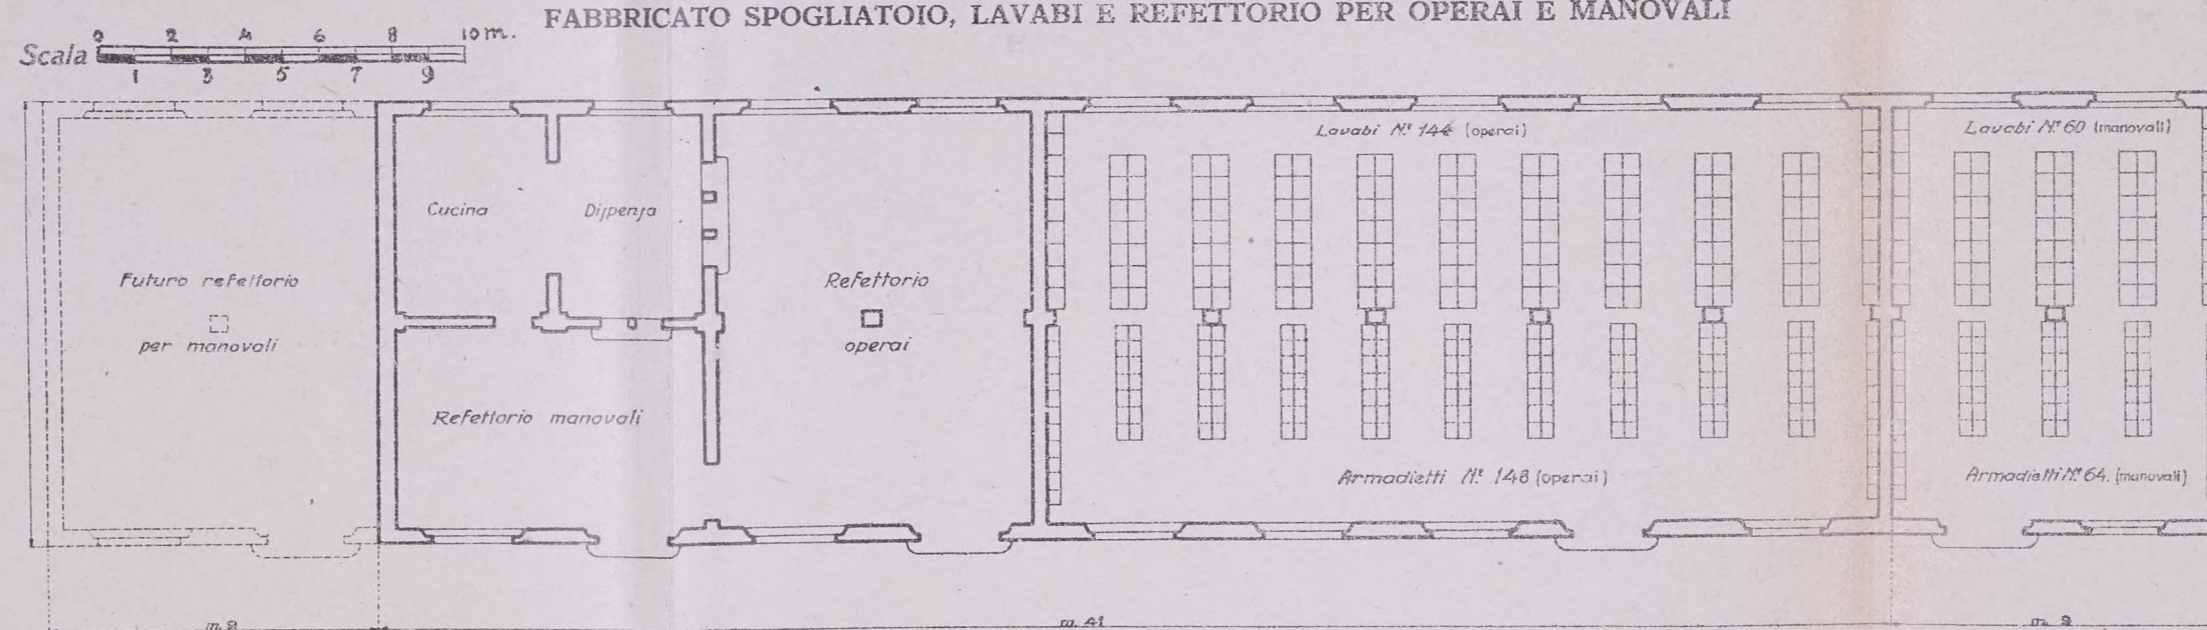 FABBRICATO SPOGLIATOIO, LAVABI E REFETTORIO PER OPERAI E MANOVALI
Scala
0 2 4 6 8 10 m.
1 3 5 7 9
Lavabi N.º 144 (operai)
Lavabi N.º 60 (manovali)
Cucina
Dispensa
Futuro refettorio
per manovali
Refettorio
operai
Refettorio manovali
Armadietti N.º 148 (operai)
Armadietti N.º 64. (manovali)
m. 9
m. 41
m. 9